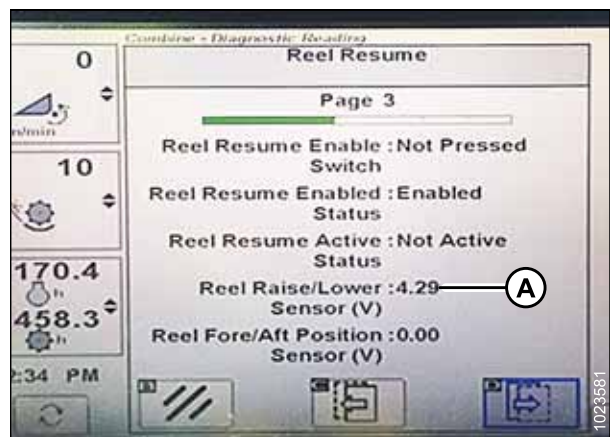 Combine - Diagnostic Reading
Reel Resume
Page 3
Reel Resume Enable :Not Pressed
Switch
Reel Resume Enabled :Enabled
Status
Reel Resume Active :Not Active
Status
Reel Raise/Lower :4.29
Sensor (V)
Reel Fore/Aft Position :0.00
Sensor (V)
0
10
170.4
h
458.3
h
2:34 PM
A
1023581